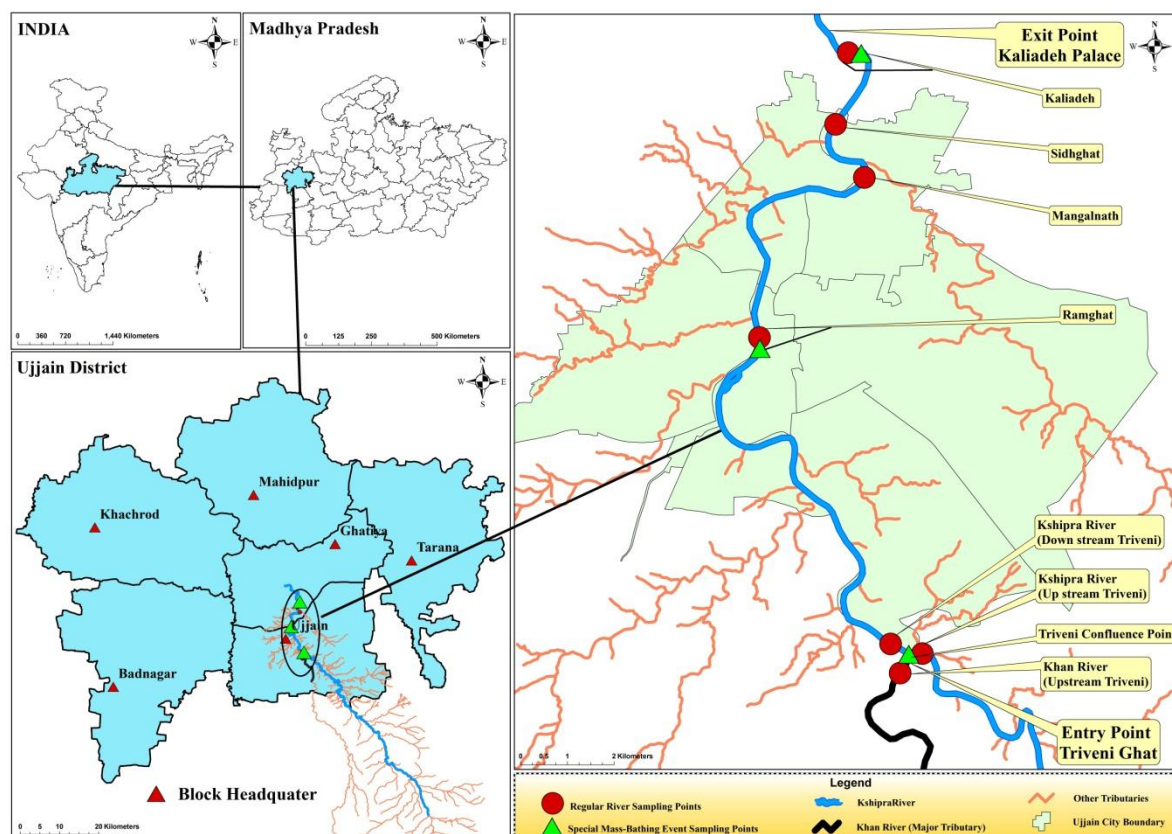 INDIA
N
W E
S
0 360 720 1,440 Kilometers
Madhya Pradesh
N
W E
S
0 125 250 500 Kilometers
Ujjain District
N
W E
S
Mahidpur
Khachrod
Ghatiya
Tarana
Ujjain
Badnagar
Block Headquater
0 5 10 20 Kilometers
N
W E
S
Exit Point
Kaliadeh Palace
Kaliadeh
Sidhghat
Mangalnath
Ramghat
Kshipra River
(Down stream Triveni)
Kshipra River
(Up stream Triveni)
Triveni Confluence Point
Khan River
(Upstream Triveni)
Entry Point
Triveni Ghat
0 0.5 1 2 Kilometers
Legend
Regular River Sampling Points
KshipraRiver
Other Tributaries
Special Mass-Bathing Event Sampling Points
Khan River (Major Tributary)
Ujjain City Boundary